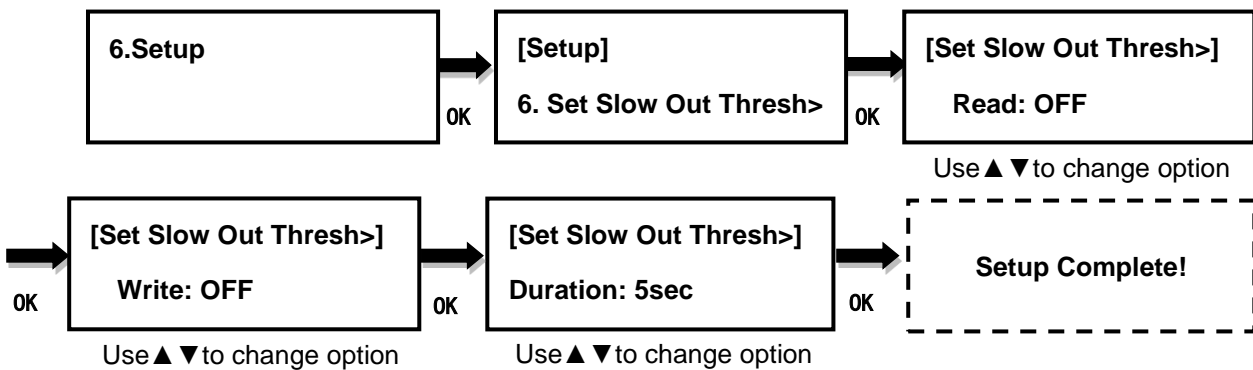 6.Setup
OK
[Setup]
6. Set Slow Out Thresh>
OK
[Set Slow Out Thresh>]
Read: OFF
Use▲▼to change option
OK
[Set Slow Out Thresh>]
Write: OFF
Use▲▼to change option
OK
[Set Slow Out Thresh>]
Duration: 5sec
Use▲▼to change option
OK
Setup Complete!